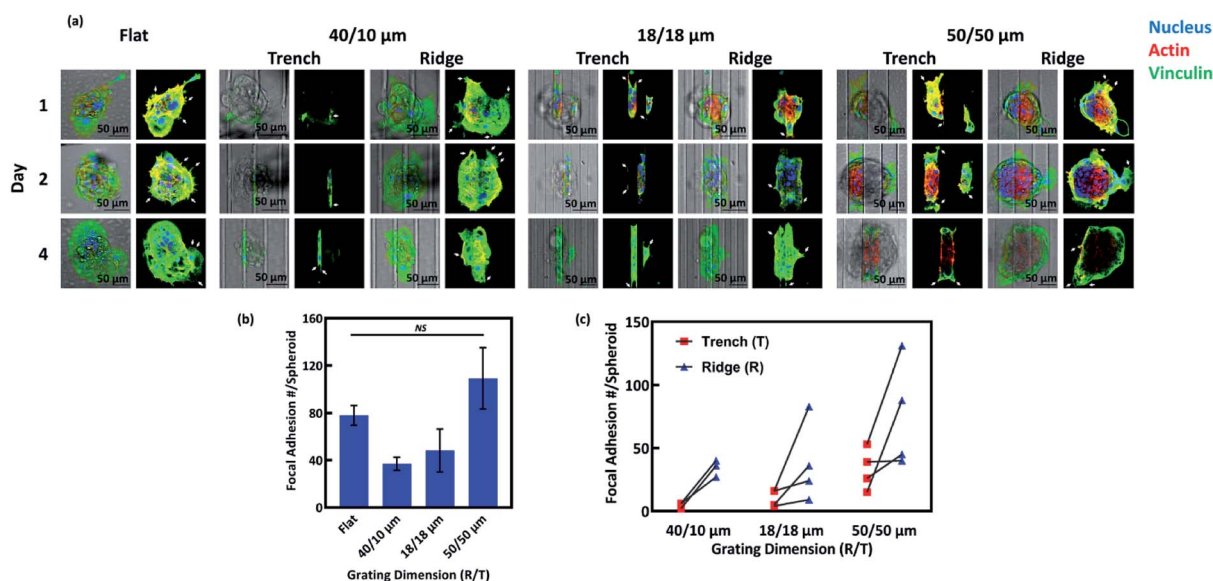 (a)
Flat 40/10 μm 18/18 μm 50/50 μm
Trench Ridge Trench Ridge Trench Ridge
Nucleus
Actin
Vinculin
Day
1
50 μm 50 μm 50 μm 50 μm 50 μm 50 μm 50 μm
2
50 μm 50 μm 50 μm 50 μm 50 μm 50 μm 50 μm
4
50 μm 50 μm 50 μm 50 μm 50 μm 50 μm 50 μm
(b)
NS
Focal Adhesion #/Spheroid
160
120
80
40
0
Flat 40/10 μm 18/18 μm 50/50 μm
Grating Dimension (R/T)
(c)
Trench (T)
Ridge (R)
Focal Adhesion #/Spheroid
150
100
50
0
40/10 μm 18/18 μm 50/50 μm
Grating Dimension (R/T)